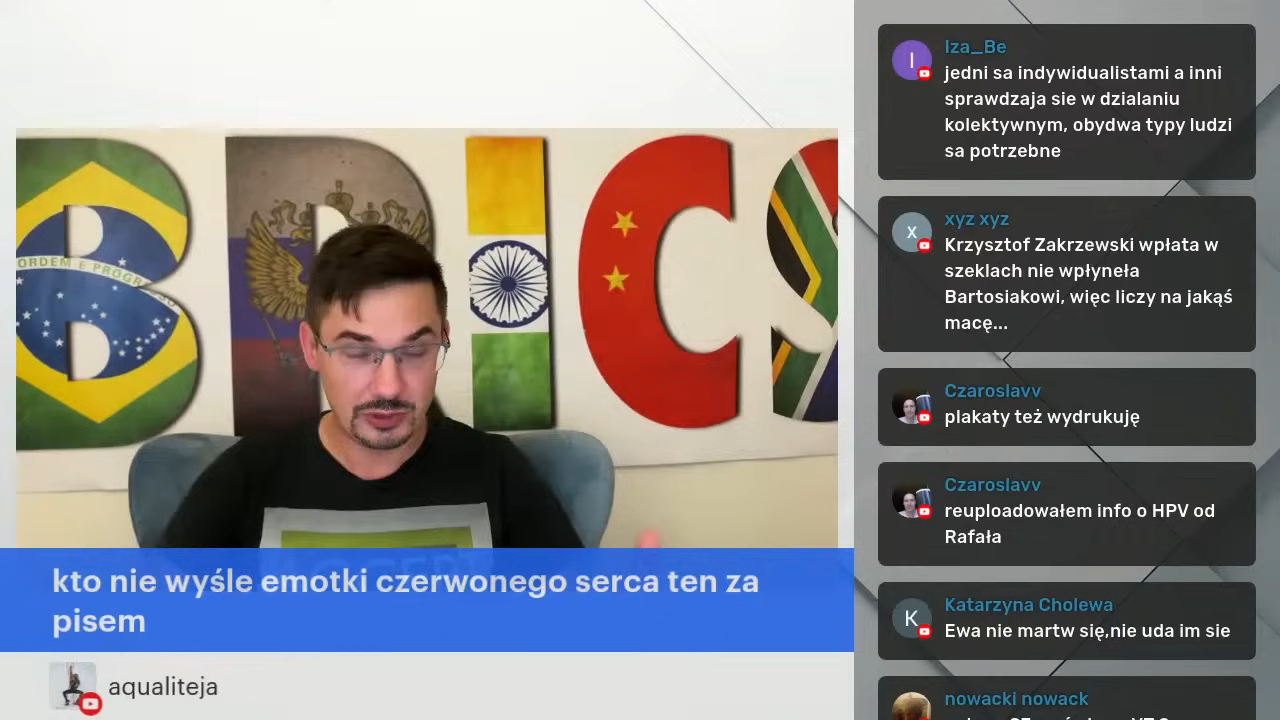 BRICS
ORDEM E PROGRESSO
kto nie wyśle emotki czerwonego serca ten za
pisem
aqualiteja
Iza_Be
jedni sa indywidualistami a inni
sprawdzaja sie w dzialaniu
kolektywnym, obydwa typy ludzi
sa potrzebne
xyz xyz
Krzysztof Zakrzewski wpłata w
szeklach nie wpłyneła
Bartosiakowi, więc liczy na jakąś
macę...
Czaroslavv
plakaty też wydrukuję
Czaroslavv
reuploadowałem info o HPV od
Rafała
Katarzyna Cholewa
Ewa nie martw się,nie uda im sie
nowacki nowack